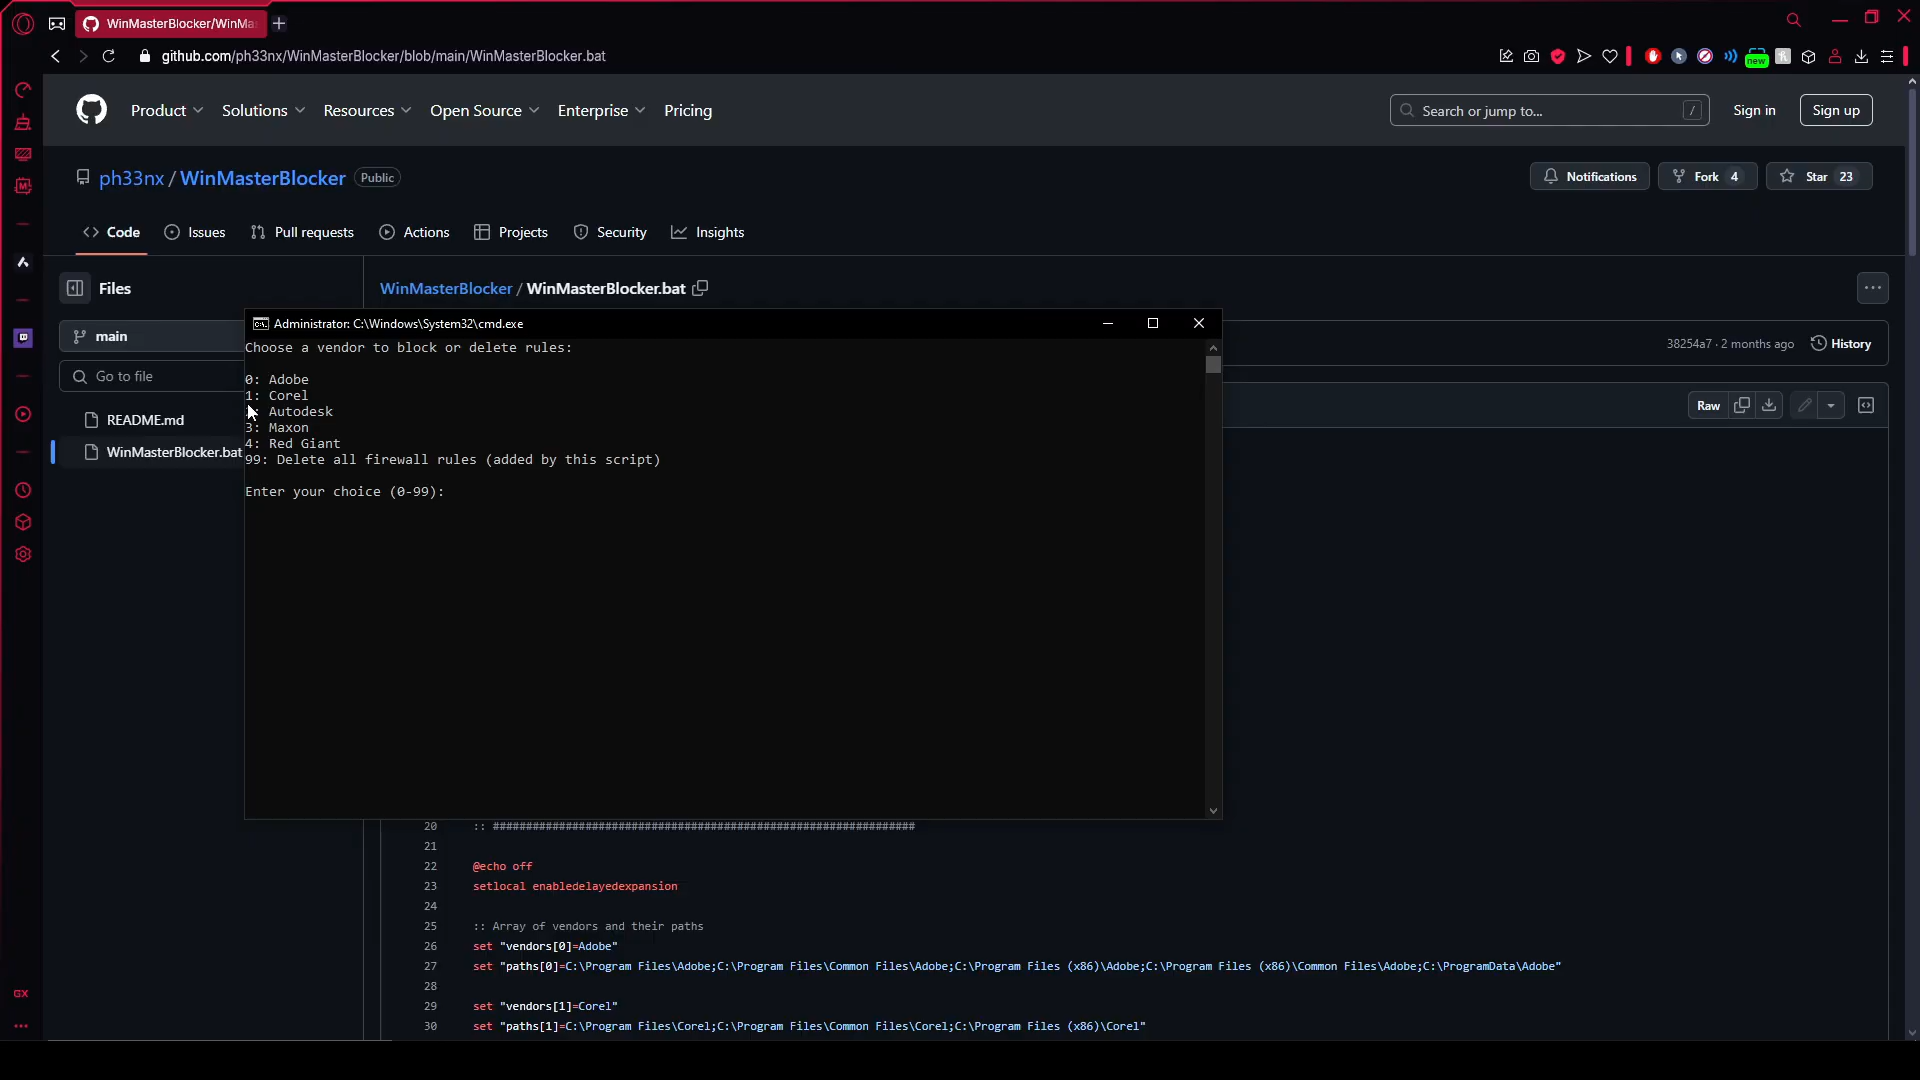 WinMasterBlocker/WinMa
github.com/ph33nx/WinMasterBlocker/blob/main/WinMasterBlocker.bat
new
Product
Solutions
Resources
Open Source
Enterprise
Pricing
Search or jump to...
/
Sign in
Sign up
ph33nx / WinMasterBlocker
Public
Notifications
Fork 4
Star 23
Code
Issues
Pull requests
Actions
Projects
Security
Insights
Files
WinMasterBlocker / WinMasterBlocker.bat
main
Go to file
README.md
WinMasterBlocker.bat
38254a7 · 2 months ago
History
Raw
Administrator: C:\Windows\System32\cmd.exe
Choose a vendor to block or delete rules:
0: Adobe
1: Corel
: Autodesk
3: Maxon
4: Red Giant
99: Delete all firewall rules (added by this script)
Enter your choice (0-99):
20 :: ################################################################
21
22 @echo off
23 setlocal enabledelayedexpansion
24
25 :: Array of vendors and their paths
26 set "vendors[0]=Adobe"
27 set "paths[0]=C:\Program Files\Adobe;C:\Program Files\Common Files\Adobe;C:\Program Files (x86)\Adobe;C:\Program Files (x86)\Common Files\Adobe;C:\ProgramData\Adobe"
28
29 set "vendors[1]=Corel"
30 set "paths[1]=C:\Program Files\Corel;C:\Program Files\Common Files\Corel;C:\Program Files (x86)\Corel"
GX